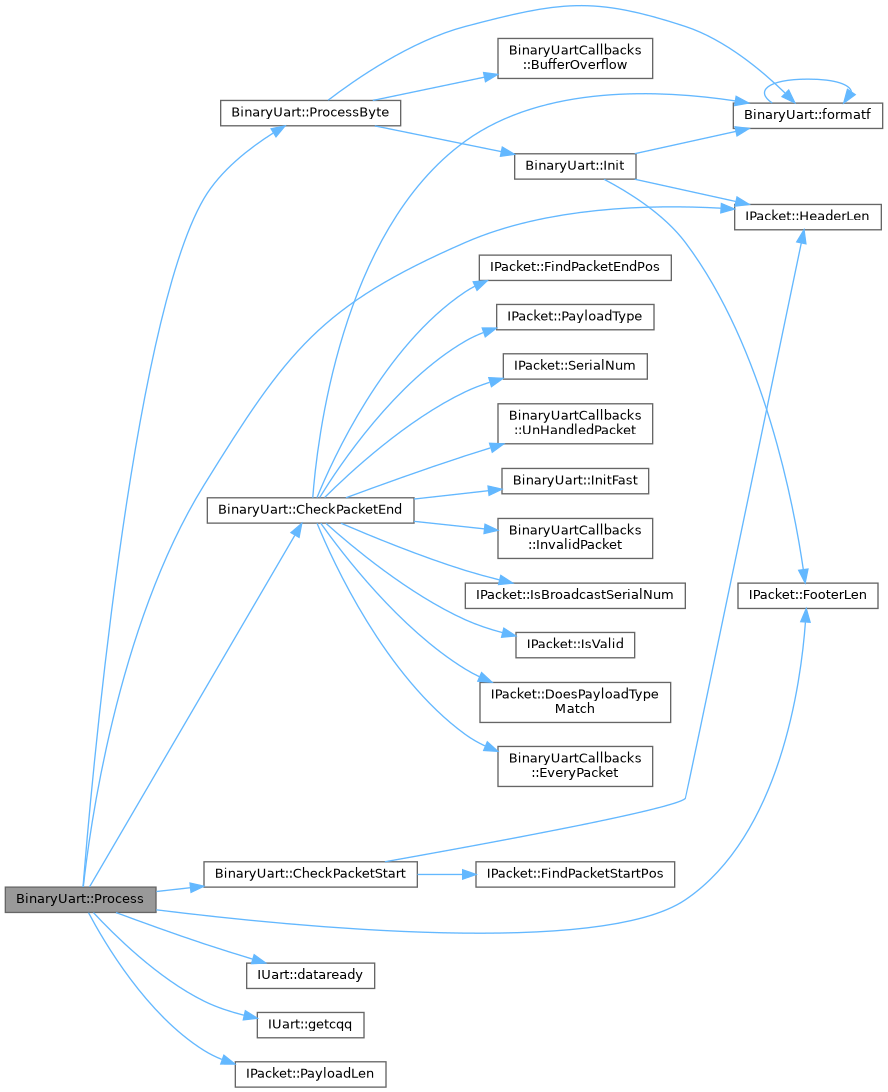 BinaryUartCallbacks
::BufferOverflow
BinaryUart::ProcessByte
BinaryUart::formatf
BinaryUart::Init
IPacket::HeaderLen
IPacket::FindPacketEndPos
IPacket::PayloadType
IPacket::SerialNum
BinaryUartCallbacks
::UnHandledPacket
BinaryUart::InitFast
BinaryUart::CheckPacketEnd
BinaryUartCallbacks
::InvalidPacket
IPacket::IsBroadcastSerialNum
IPacket::FooterLen
IPacket::IsValid
IPacket::DoesPayloadType
Match
BinaryUartCallbacks
::EveryPacket
BinaryUart::CheckPacketStart
IPacket::FindPacketStartPos
BinaryUart::Process
IUart::dataready
IUart::getcqq
IPacket::PayloadLen